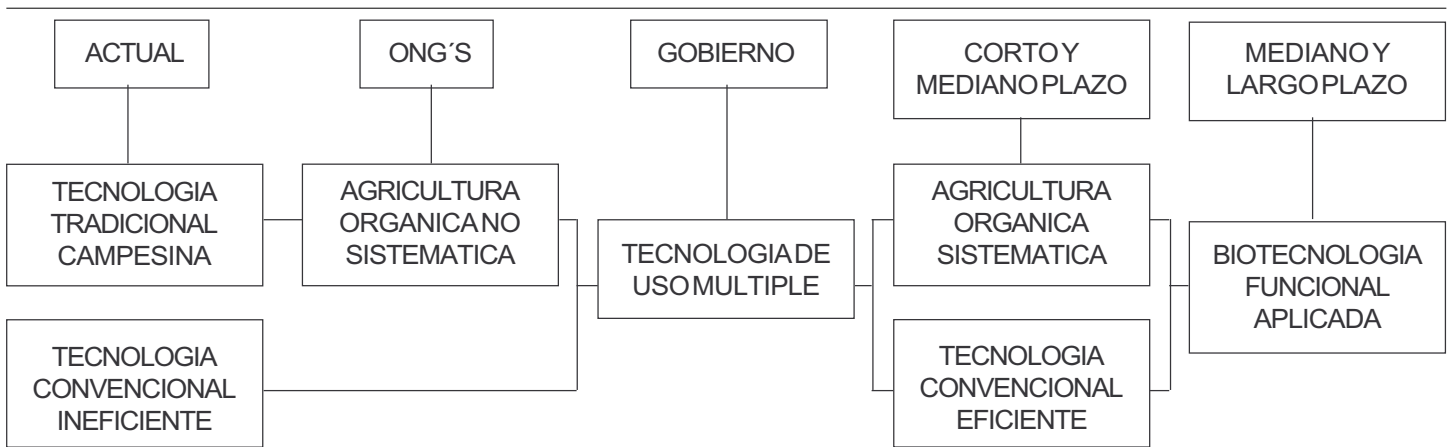 ACTUAL
ONG´S
GOBIERNO
CORTO Y
MEDIANO PLAZO
MEDIANO Y
LARGO PLAZO
TECNOLOGIA
TRADICIONAL
CAMPESINA
AGRICULTURA
ORGANICA NO
SISTEMATICA
TECNOLOGIA DE
USO MULTIPLE
AGRICULTURA
ORGANICA
SISTEMATICA
BIOTECNOLOGIA
FUNCIONAL
APLICADA
TECNOLOGIA
CONVENCIONAL
INEFICIENTE
TECNOLOGIA
CONVENCIONAL
EFICIENTE